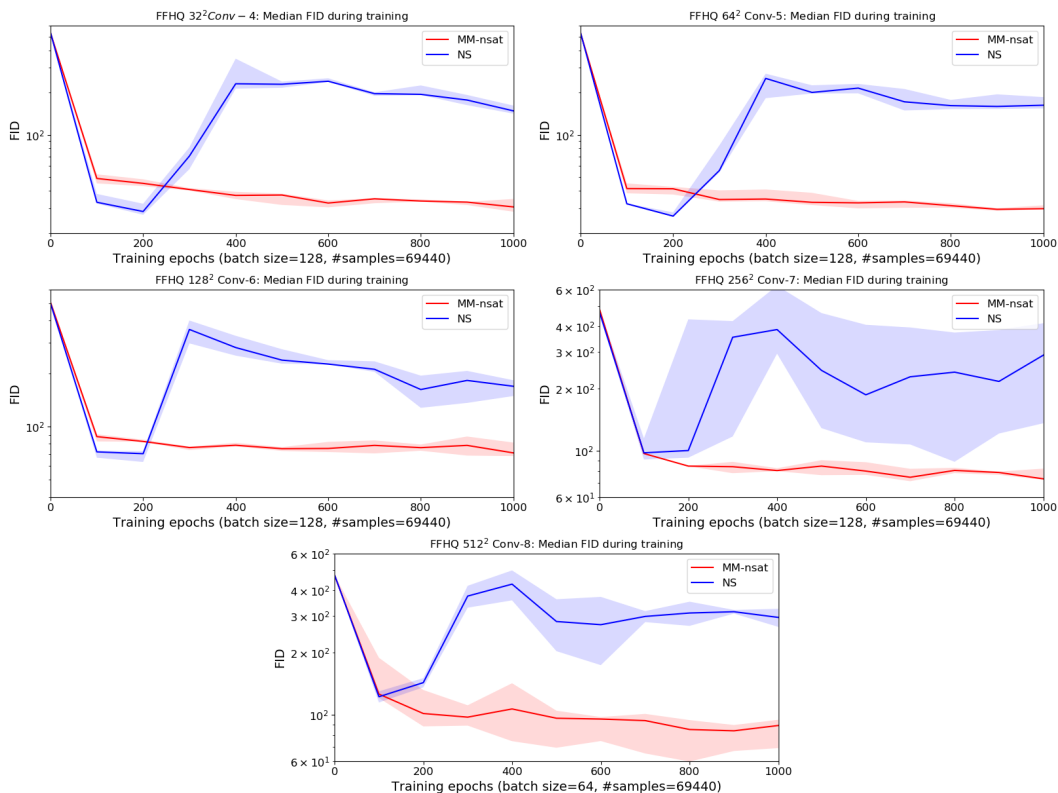 FFHQ 32²Conv − 4: Median FID during training
FID
10²
MM-nsat
NS
0 200 400 600 800 1000
Training epochs (batch size=128, #samples=69440)
FFHQ 64² Conv-5: Median FID during training
FID
10²
MM-nsat
NS
0 200 400 600 800 1000
Training epochs (batch size=128, #samples=69440)
FFHQ 128² Conv-6: Median FID during training
FID
10²
MM-nsat
NS
0 200 400 600 800 1000
Training epochs (batch size=128, #samples=69440)
FFHQ 256² Conv-7: Median FID during training
FID
6 × 10²
4 × 10²
3 × 10²
2 × 10²
10²
6 × 10¹
MM-nsat
NS
0 200 400 600 800 1000
Training epochs (batch size=128, #samples=69440)
FFHQ 512² Conv-8: Median FID during training
FID
6 × 10²
4 × 10²
3 × 10²
2 × 10²
10²
6 × 10¹
MM-nsat
NS
0 200 400 600 800 1000
Training epochs (batch size=64, #samples=69440)